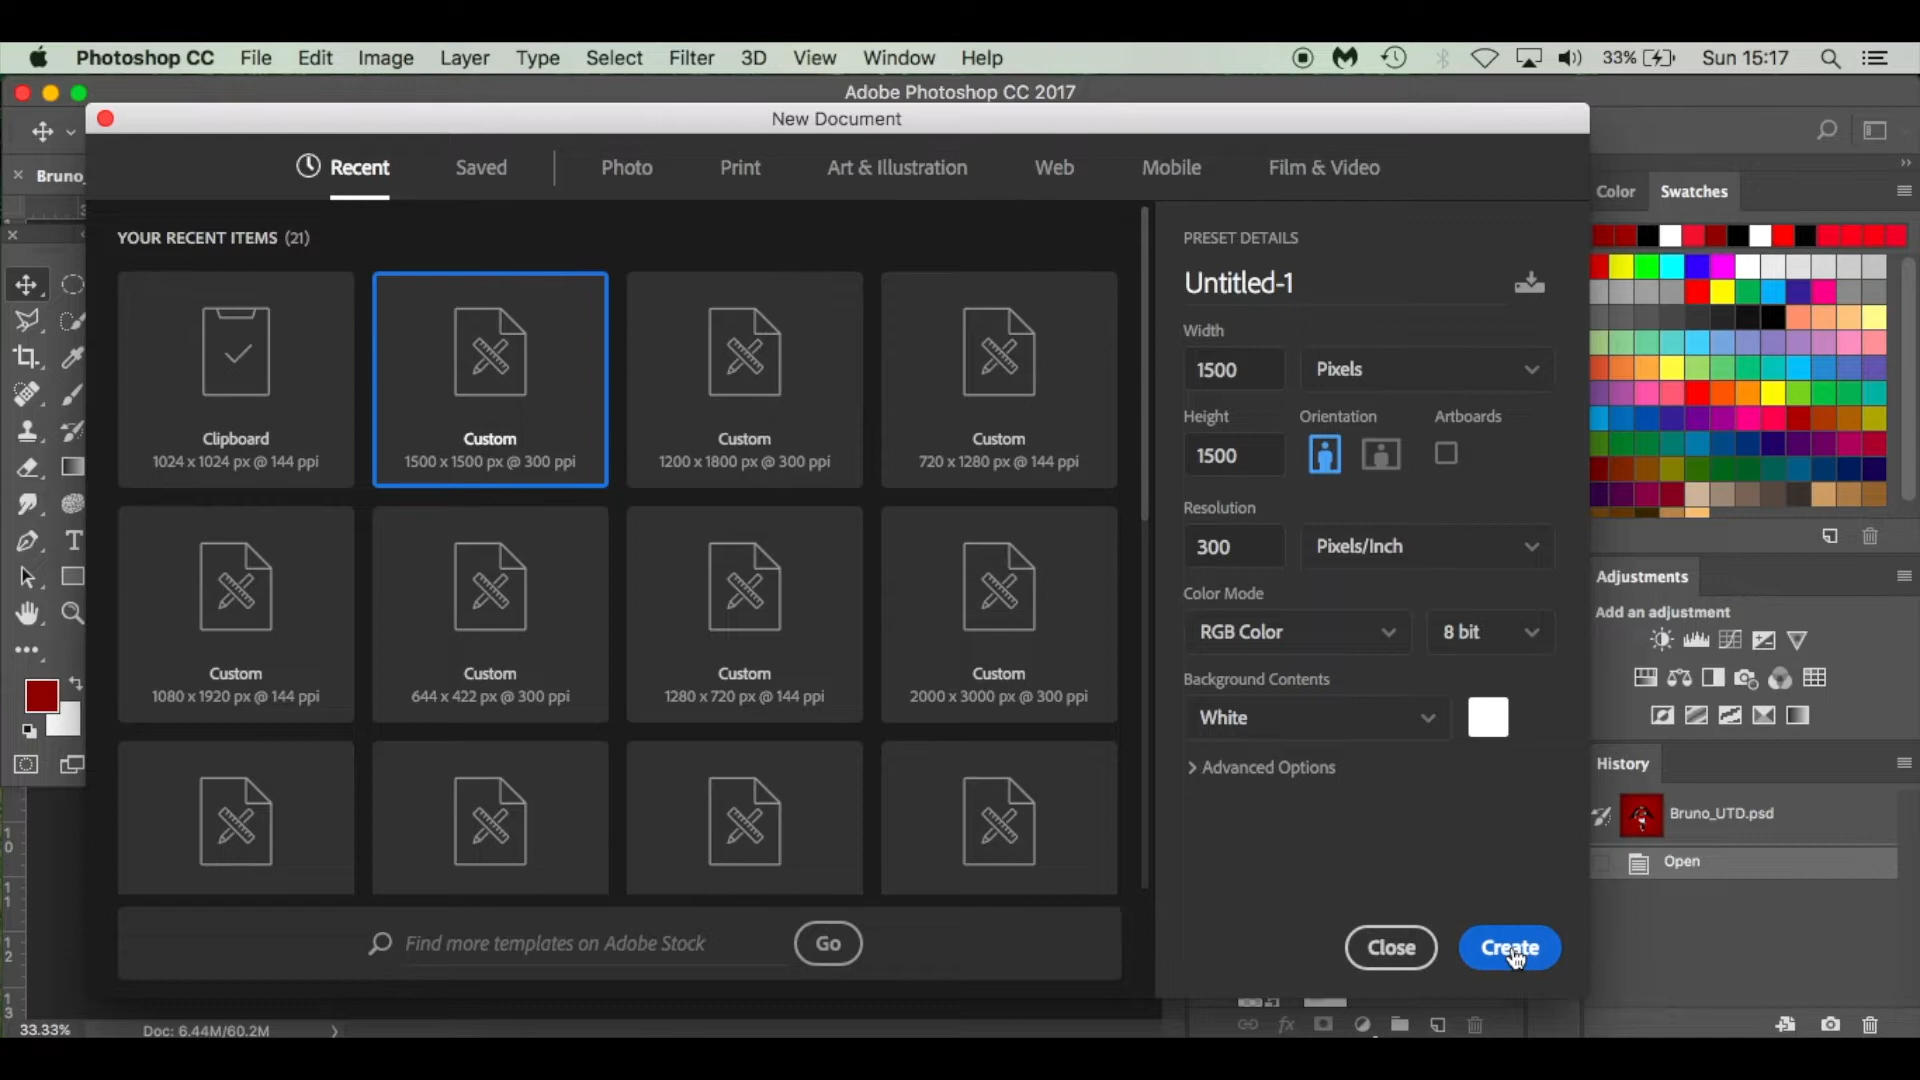 Photoshop CC File Edit Image Layer Type Select Filter 3D View Window Help 33% Sun 15:17
Adobe Photoshop CC 2017
New Document
Bruno_
Recent Saved Photo Print Art & Illustration Web Mobile Film & Video
Color Swatches
YOUR RECENT ITEMS (21)
PRESET DETAILS
Untitled-1
Width
1500 Pixels
Height Orientation Artboards
1500
Clipboard
1024 x 1024 px @ 144 ppi
Custom
1500 x 1500 px @ 300 ppi
Custom
1200 x 1800 px @ 300 ppi
Custom
720 x 1280 px @ 144 ppi
Resolution
300 Pixels/Inch
Color Mode
RGB Color 8 bit
Background Contents
White
Advanced Options
Custom
1080 x 1920 px @ 144 ppi
Custom
644 x 422 px @ 300 ppi
Custom
1280 x 720 px @ 144 ppi
Custom
2000 x 3000 px @ 300 ppi
Adjustments
Add an adjustment
History
Bruno_UTD.psd
Open
Find more templates on Adobe Stock Go
Close Create
33.33% Doc: 6.44M/60.2M